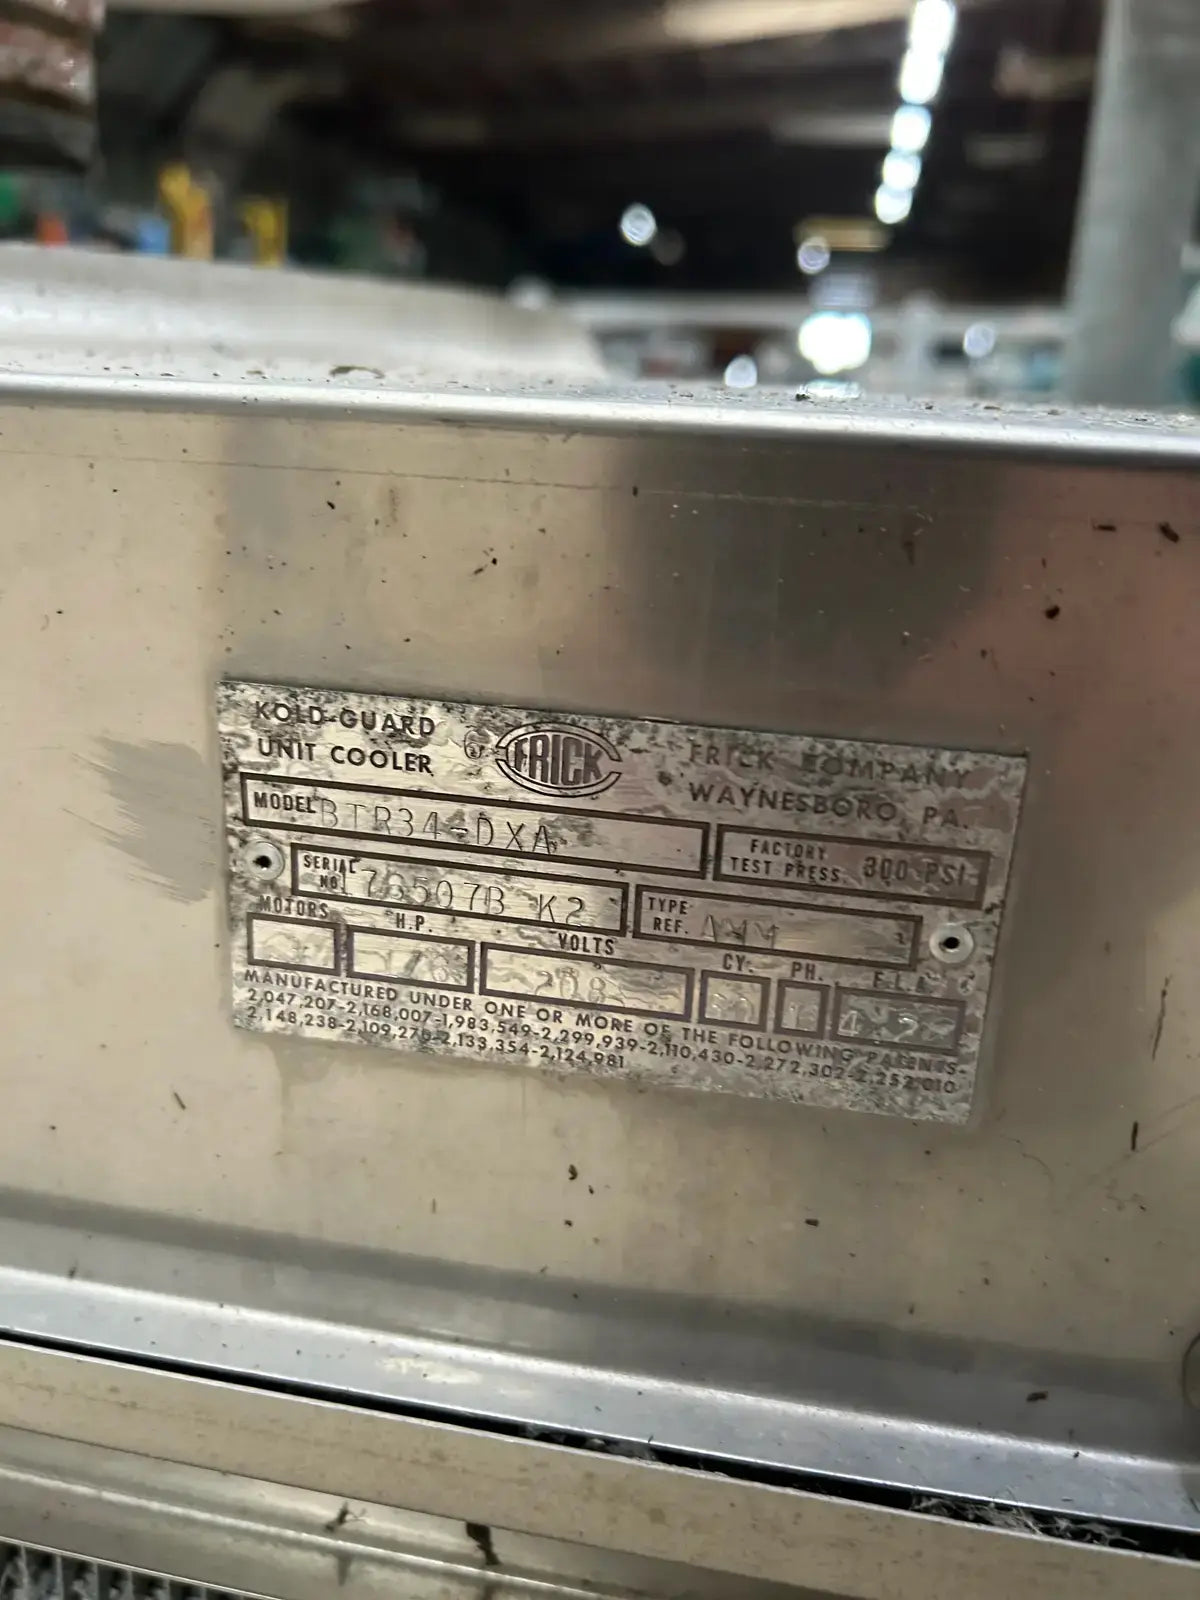 KOLD-GUARD
UNIT COOLER
FRICK
FRICK COMPANY
WAYNESBORO, PA.
MODEL BTR34-DXA
FACTORY TEST PRESS. 300 PSI.
SERIAL NO.
TYPE REF.
MOTORS H.P. VOLTS CY. PH. F.L.A.
208
MANUFACTURED UNDER ONE OR MORE OF THE FOLLOWING PATENTS-
2,047,207-2,168,007-1,983,549-2,299,939-2,110,430-2,272,302-2,252,010
2,148,238-2,109,276-2,133,354-2,124,981